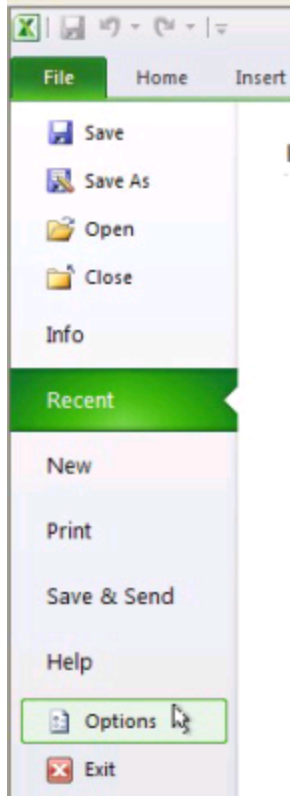 File Home Insert
Save
Save As
Open
Close
Info
Recent
New
Print
Save & Send
Help
Options
Exit